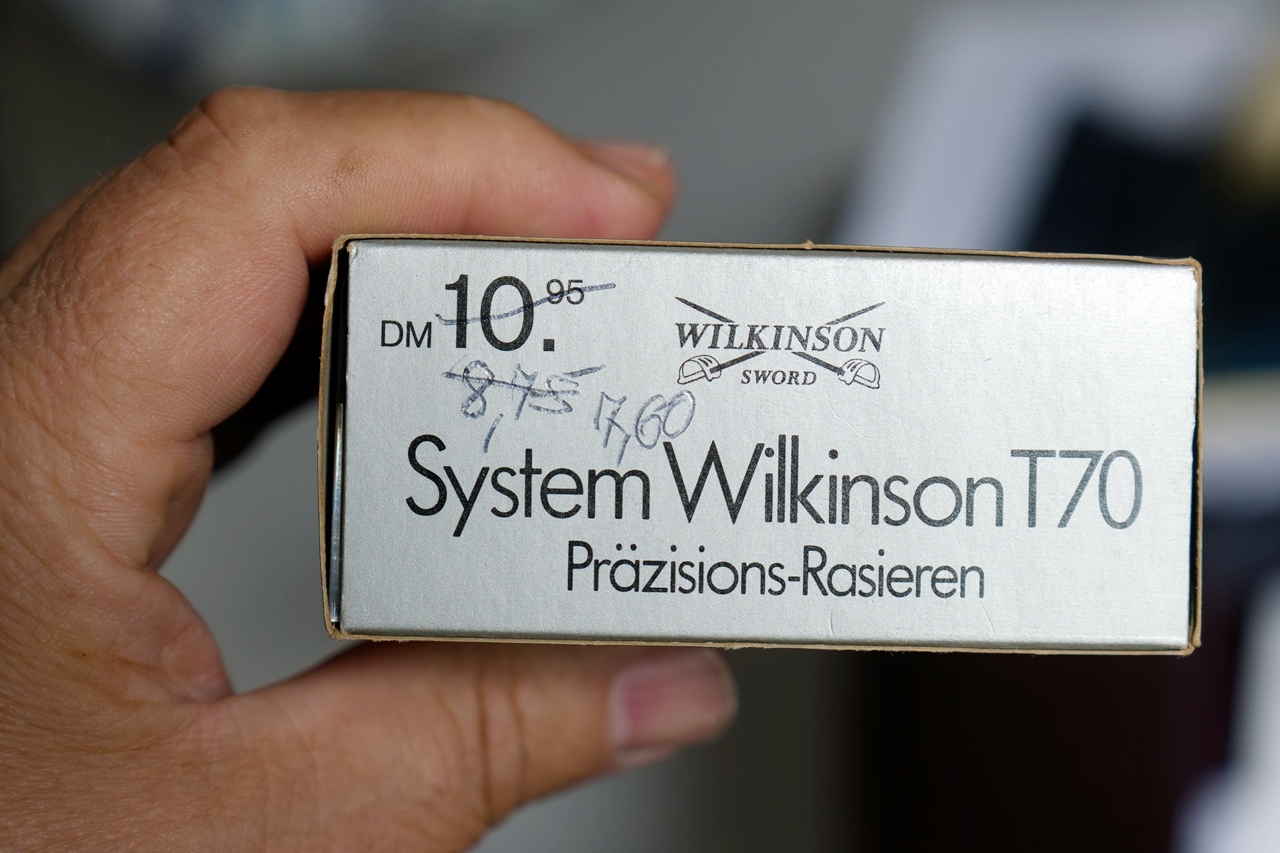 DM 10.95
WILKINSON
SWORD
8,75 7,60
System Wilkinson T70
Präzisions-Rasieren